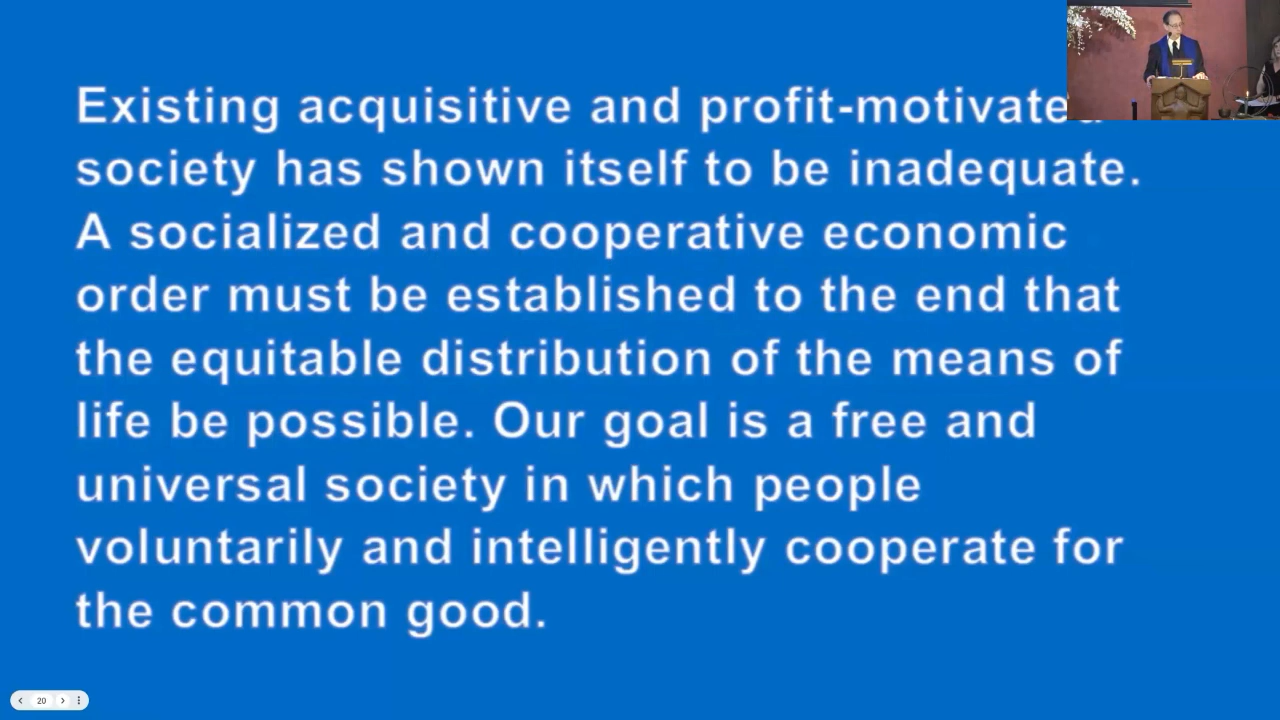 Existing acquisitive and profit-motivated
society has shown itself to be inadequate.
A socialized and cooperative economic
order must be established to the end that
the equitable distribution of the means of
life be possible. Our goal is a free and
universal society in which people
voluntarily and intelligently cooperate for
the common good.
20